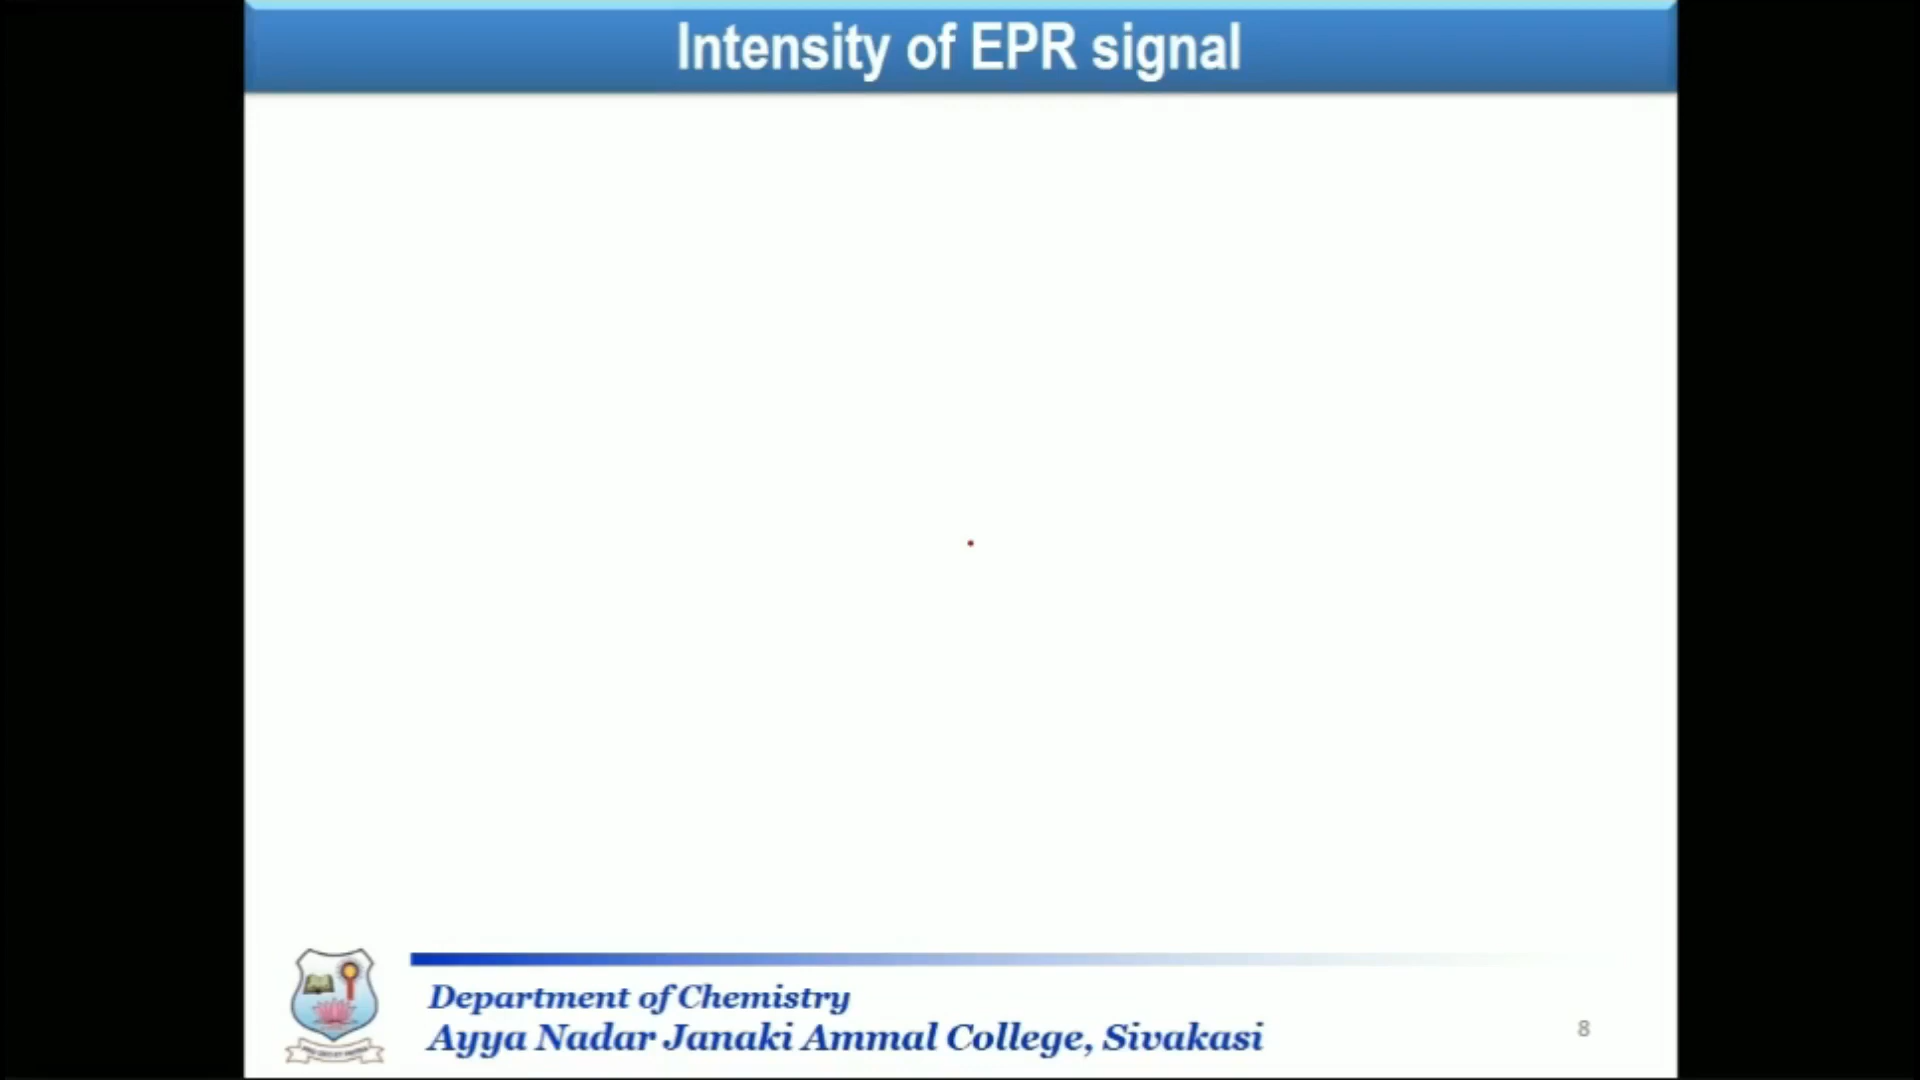 Intensity of EPR signal
Department of Chemistry
Ayya Nadar Janaki Ammal College, Sivakasi
8